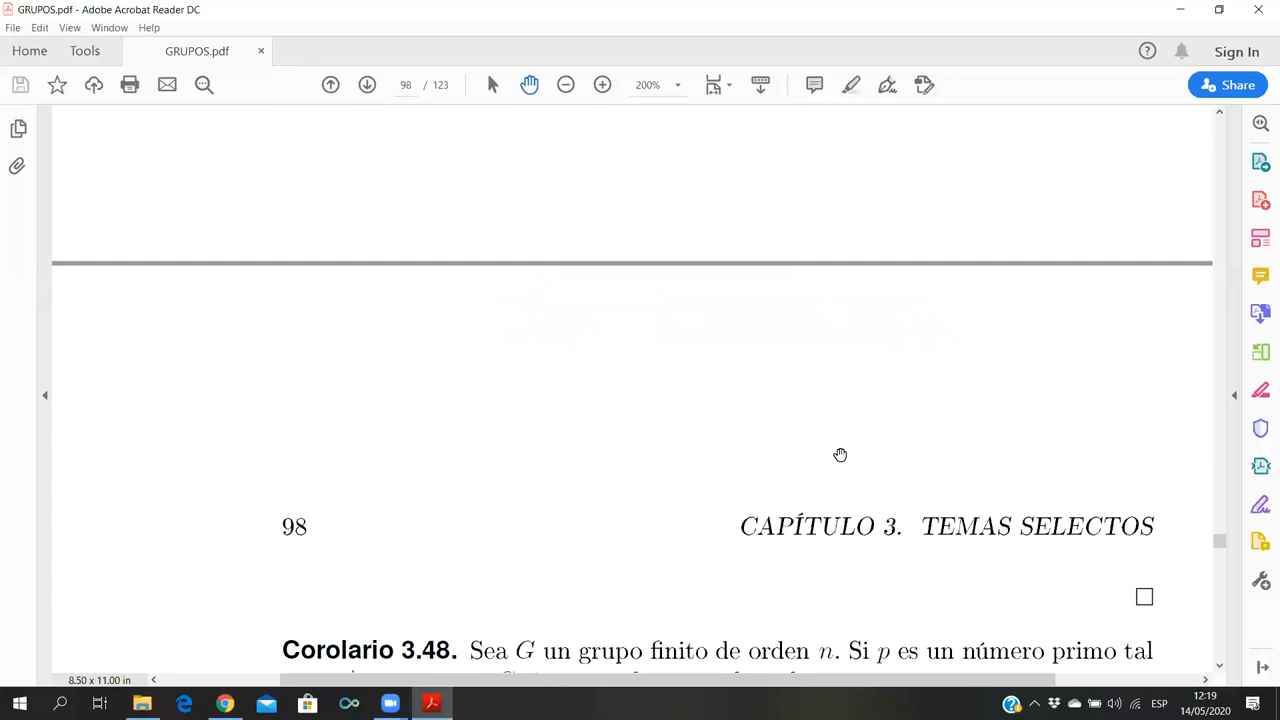 GRUPOS.pdf - Adobe Acrobat Reader DC
File Edit View Window Help
Home Tools GRUPOS.pdf × Sign In
98 / 123 200% Share
98 CAPÍTULO 3. TEMAS SELECTOS
Corolario 3.48. Sea G un grupo finito de orden n. Si p es un número primo tal
8.50 x 11.00 in
ESP 12:19
14/05/2020